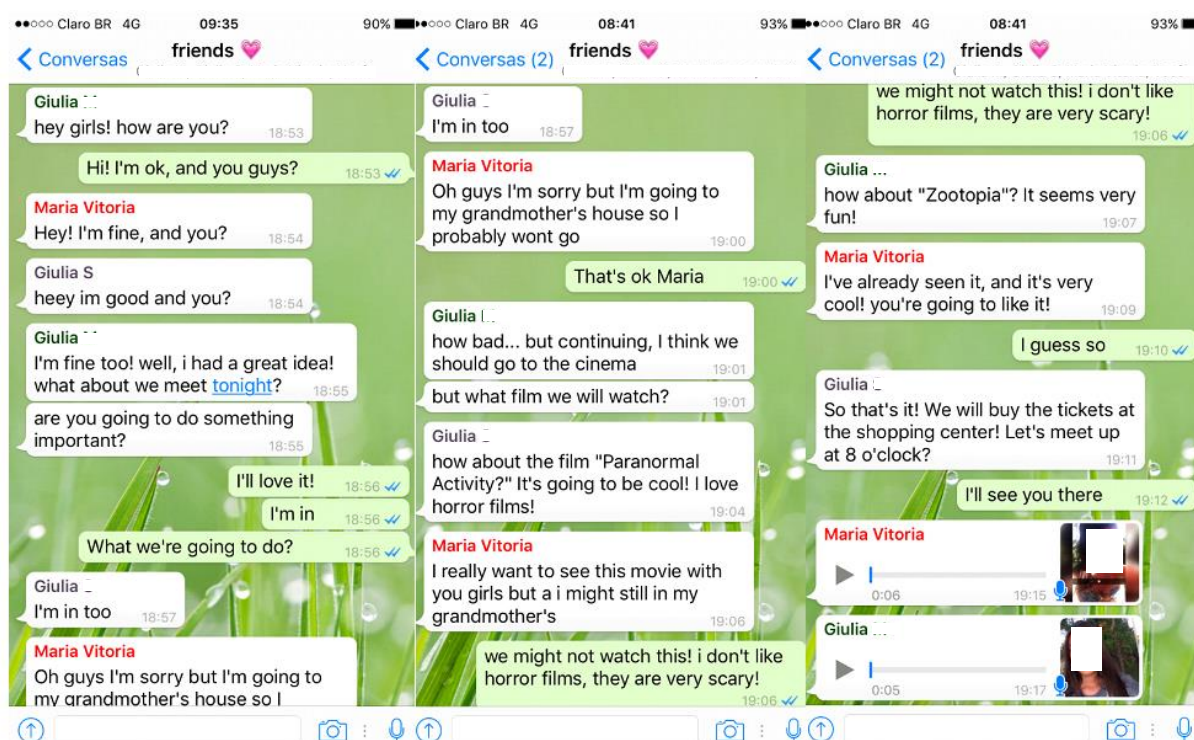 ●●○○○ Claro BR 4G 09:35 90%
Conversas friends 💗
Giulia
hey girls! how are you? 18:53
Hi! I'm ok, and you guys? 18:53
Maria Vitoria
Hey! I'm fine, and you? 18:54
Giulia S
heey im good and you? 18:54
Giulia
I'm fine too! well, i had a great idea!
what about we meet tonight? 18:55
are you going to do something
important? 18:55
I'll love it! 18:56
I'm in 18:56
What we're going to do? 18:56
Giulia
I'm in too 18:57
Maria Vitoria
Oh guys I'm sorry but I'm going to
my grandmother's house so I
●●○○○ Claro BR 4G 08:41 93%
Conversas (2) friends 💗
Giulia
I'm in too 18:57
Maria Vitoria
Oh guys I'm sorry but I'm going to
my grandmother's house so I
probably wont go 19:00
That's ok Maria 19:00
Giulia
how bad... but continuing, I think we
should go to the cinema 19:01
but what film we will watch? 19:01
Giulia
how about the film "Paranormal
Activity?" It's going to be cool! I love
horror films! 19:04
Maria Vitoria
I really want to see this movie with
you girls but a i might still in my
grandmother's 19:06
we might not watch this! i don't like
horror films, they are very scary!
19:06
●●○○○ Claro BR 4G 08:41 93%
Conversas (2) friends 💗
we might not watch this! i don't like
horror films, they are very scary!
19:06
Giulia ...
how about "Zootopia"? It seems very
fun! 19:07
Maria Vitoria
I've already seen it, and it's very
cool! you're going to like it! 19:09
I guess so 19:10
Giulia
So that's it! We will buy the tickets at
the shopping center! Let's meet up
at 8 o'clock? 19:11
I'll see you there 19:12
Maria Vitoria
0:06 19:15
Giulia
0:05 19:17